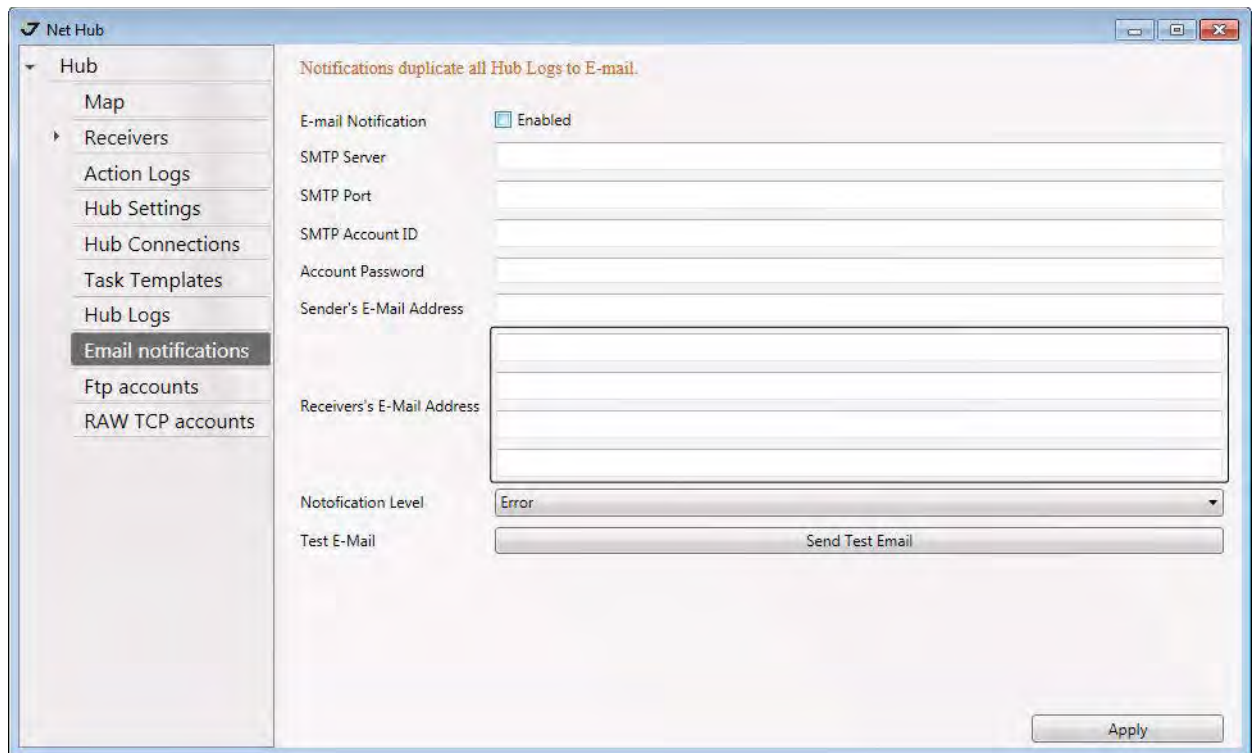 Net Hub
Hub
Map
Receivers
Action Logs
Hub Settings
Hub Connections
Task Templates
Hub Logs
Email notifications
Ftp accounts
RAW TCP accounts
Notifications duplicate all Hub Logs to E-mail.
E-mail Notification Enabled
SMTP Server
SMTP Port
SMTP Account ID
Account Password
Sender's E-Mail Address
Receivers's E-Mail Address
Notofication Level Error
Test E-Mail Send Test Email
Apply